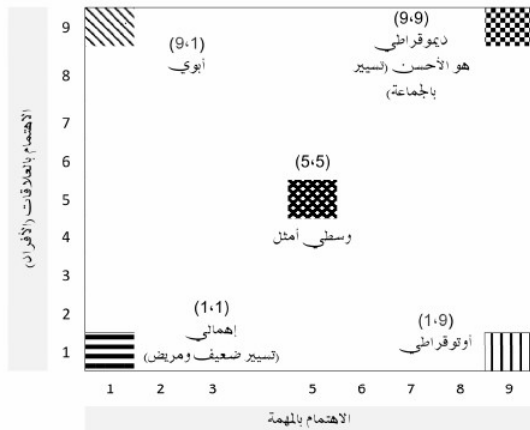 (9،9)
ديموقراطي
هو الأحسن (تسيير
بالجماعة)
(9،1)
أبوي
(5،5)
وسطي أمثل
(1،9)
أوتوقراطي
(1،1)
إهمالي
(تسيير ضعيف ومريض)
الاهتمام بالعلاقات (الأفراد)
9
8
7
6
5
4
3
2
1
1 2 3 5 6 7 8 9
الاهتمام بالمهمة